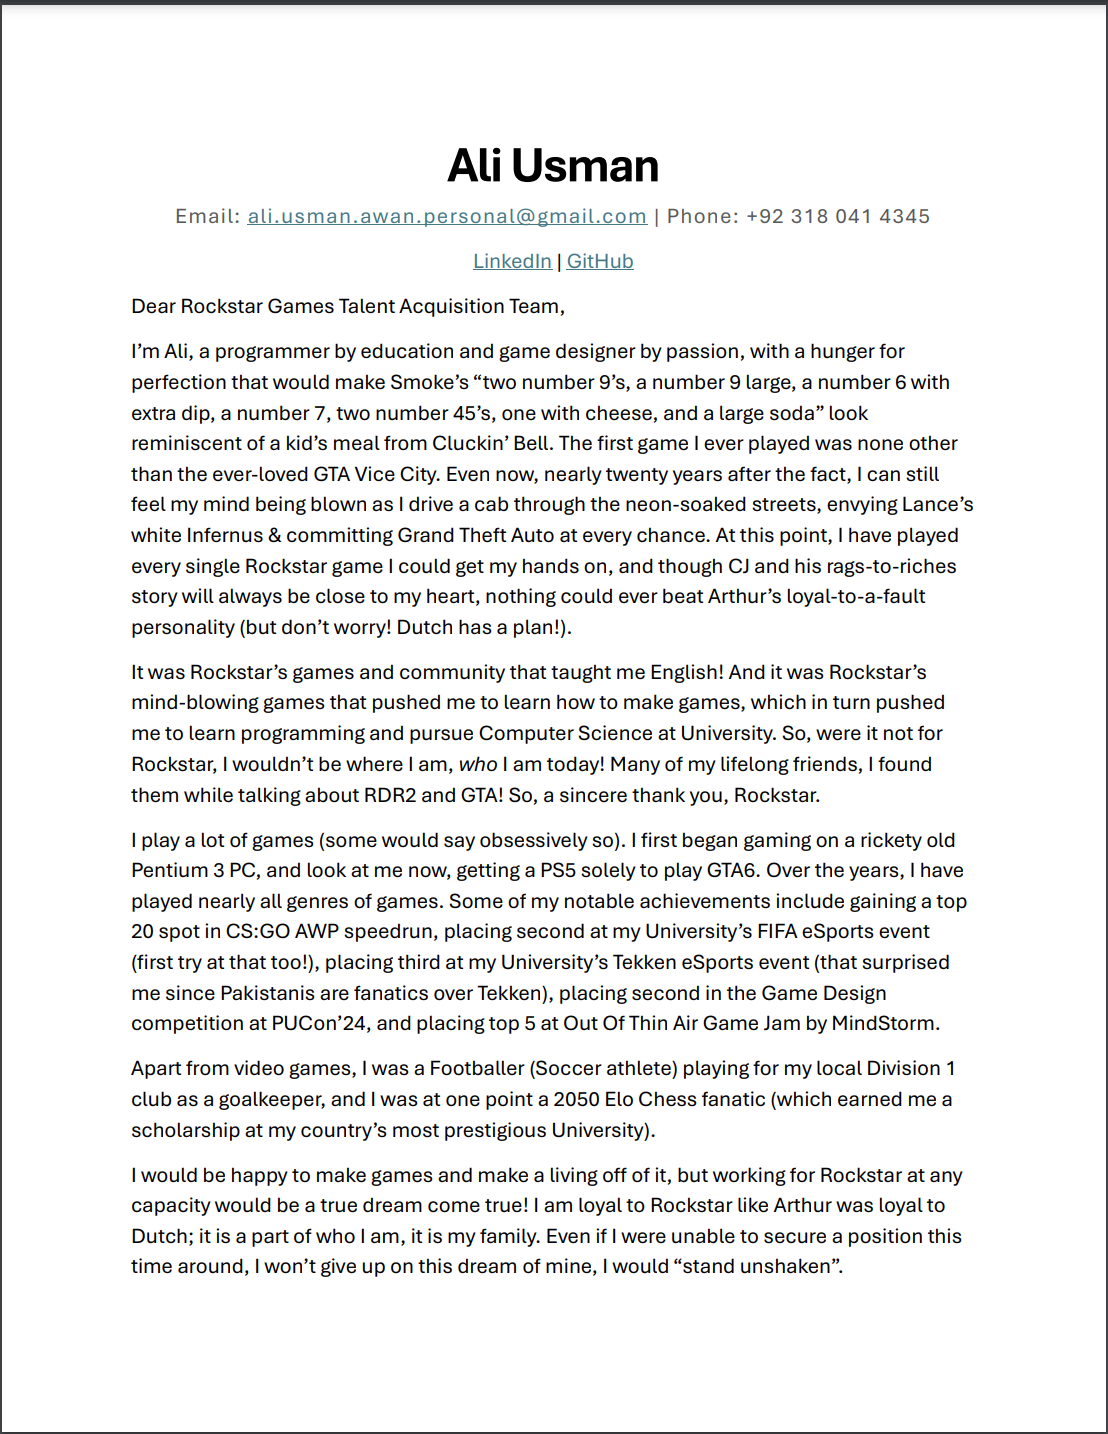 Ali Usman
Email: ali.usman.awan.personal@gmail.com | Phone: +92 318 041 4345
LinkedIn | GitHub
Dear Rockstar Games Talent Acquisition Team,
I’m Ali, a programmer by education and game designer by passion, with a hunger for
perfection that would make Smoke’s “two number 9’s, a number 9 large, a number 6 with
extra dip, a number 7, two number 45’s, one with cheese, and a large soda” look
reminiscent of a kid’s meal from Cluckin’ Bell. The first game I ever played was none other
than the ever-loved GTA Vice City. Even now, nearly twenty years after the fact, I can still
feel my mind being blown as I drive a cab through the neon-soaked streets, envying Lance’s
white Infernus & committing Grand Theft Auto at every chance. At this point, I have played
every single Rockstar game I could get my hands on, and though CJ and his rags-to-riches
story will always be close to my heart, nothing could ever beat Arthur’s loyal-to-a-fault
personality (but don’t worry! Dutch has a plan!).
It was Rockstar’s games and community that taught me English! And it was Rockstar’s
mind-blowing games that pushed me to learn how to make games, which in turn pushed
me to learn programming and pursue Computer Science at University. So, were it not for
Rockstar, I wouldn’t be where I am, who I am today! Many of my lifelong friends, I found
them while talking about RDR2 and GTA! So, a sincere thank you, Rockstar.
I play a lot of games (some would say obsessively so). I first began gaming on a rickety old
Pentium 3 PC, and look at me now, getting a PS5 solely to play GTA6. Over the years, I have
played nearly all genres of games. Some of my notable achievements include gaining a top
20 spot in CS:GO AWP speedrun, placing second at my University’s FIFA eSports event
(first try at that too!), placing third at my University’s Tekken eSports event (that surprised
me since Pakistanis are fanatics over Tekken), placing second in the Game Design
competition at PUCon’24, and placing top 5 at Out Of Thin Air Game Jam by MindStorm.
Apart from video games, I was a Footballer (Soccer athlete) playing for my local Division 1
club as a goalkeeper, and I was at one point a 2050 Elo Chess fanatic (which earned me a
scholarship at my country’s most prestigious University).
I would be happy to make games and make a living off of it, but working for Rockstar at any
capacity would be a true dream come true! I am loyal to Rockstar like Arthur was loyal to
Dutch; it is a part of who I am, it is my family. Even if I were unable to secure a position this
time around, I won’t give up on this dream of mine, I would “stand unshaken”.